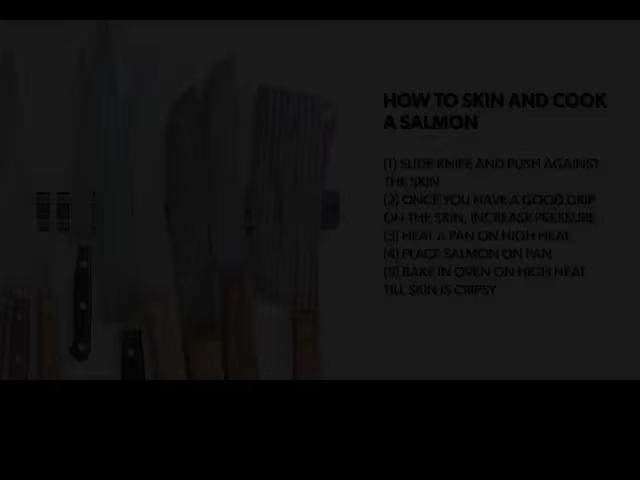 HOW TO SKIN AND COOK
A SALMON
(1) SLIDE KNIFE AND PUSH AGAINST
THE SKIN
(2) ONCE YOU HAVE A GOOD GRIP
ON THE SKIN, INCREASE PRESSURE
(3) HEAT A PAN ON HIGH HEAT
(4) PLACE SALMON ON PAN
(5) BAKE IN OVEN ON HIGH HEAT
TILL SKIN IS CRIPSY